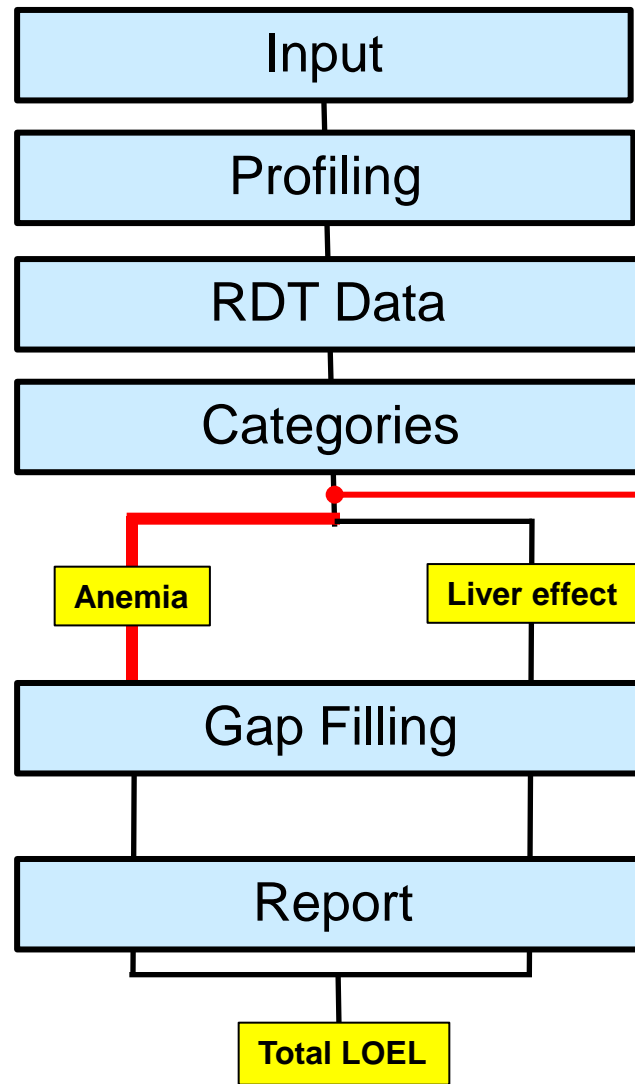 Input
Profiling
RDT Data
Categories
Anemia
Liver effect
Gap Filling
Report
Total LOEL